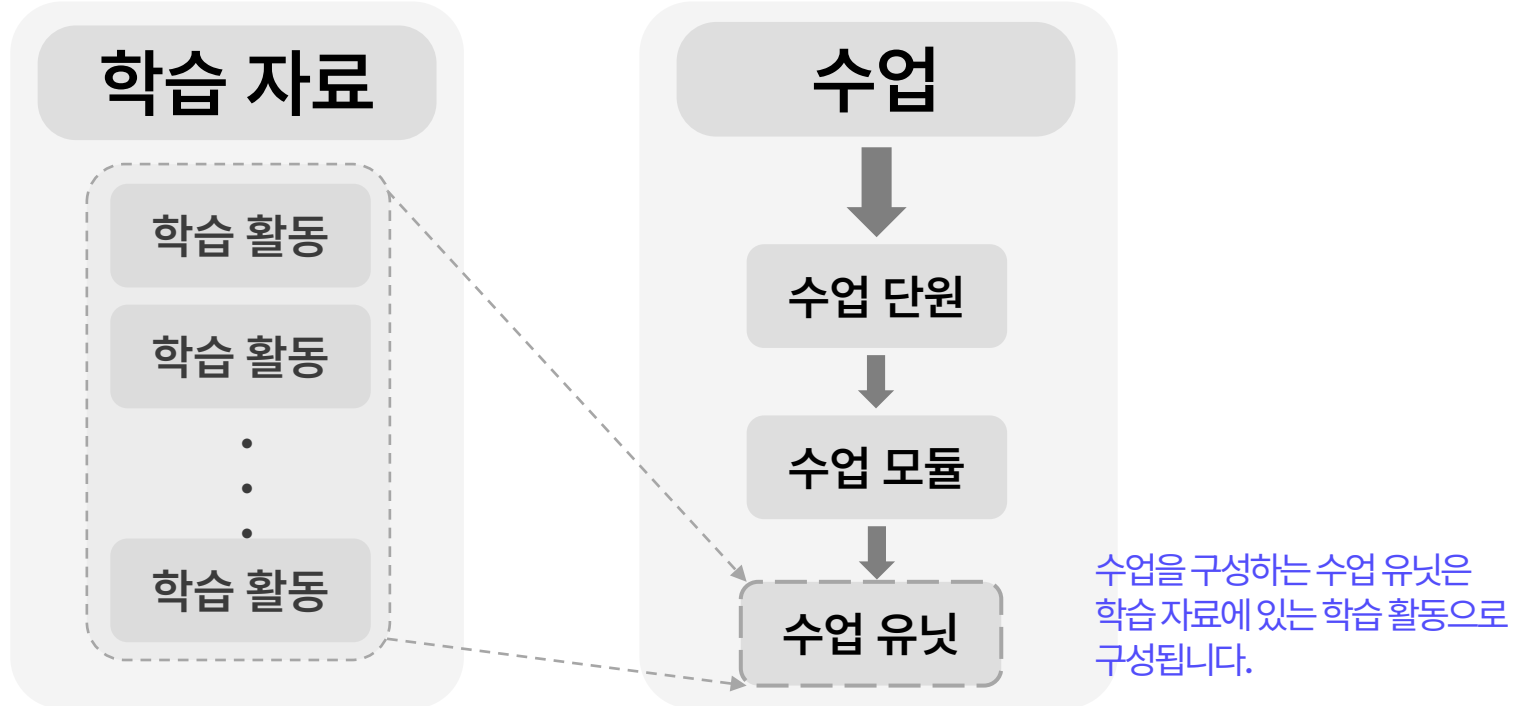 학습 자료
학습 활동
학습 활동
학습 활동
수업
수업 단원
수업 모듈
수업 유닛
수업을 구성하는 수업 유닛은
학습 자료에 있는 학습 활동으로
구성됩니다.